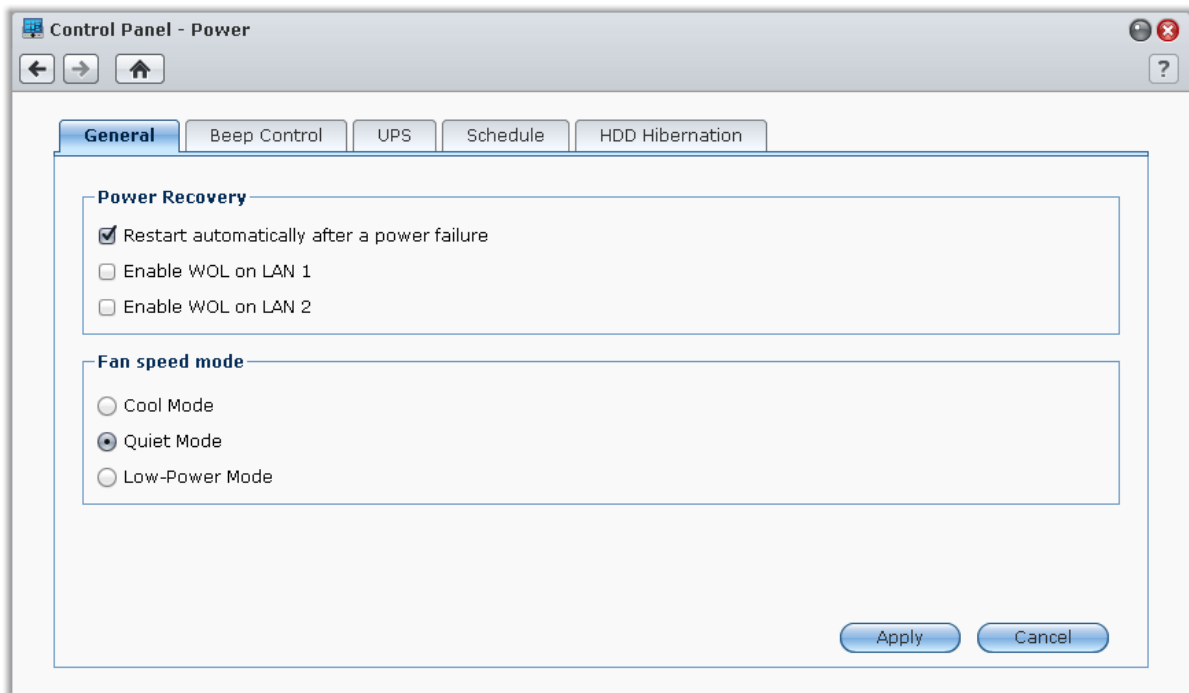 Control Panel - Power
?
General Beep Control UPS Schedule HDD Hibernation
Power Recovery
Restart automatically after a power failure
Enable WOL on LAN 1
Enable WOL on LAN 2
Fan speed mode
Cool Mode
Quiet Mode
Low-Power Mode
Apply Cancel